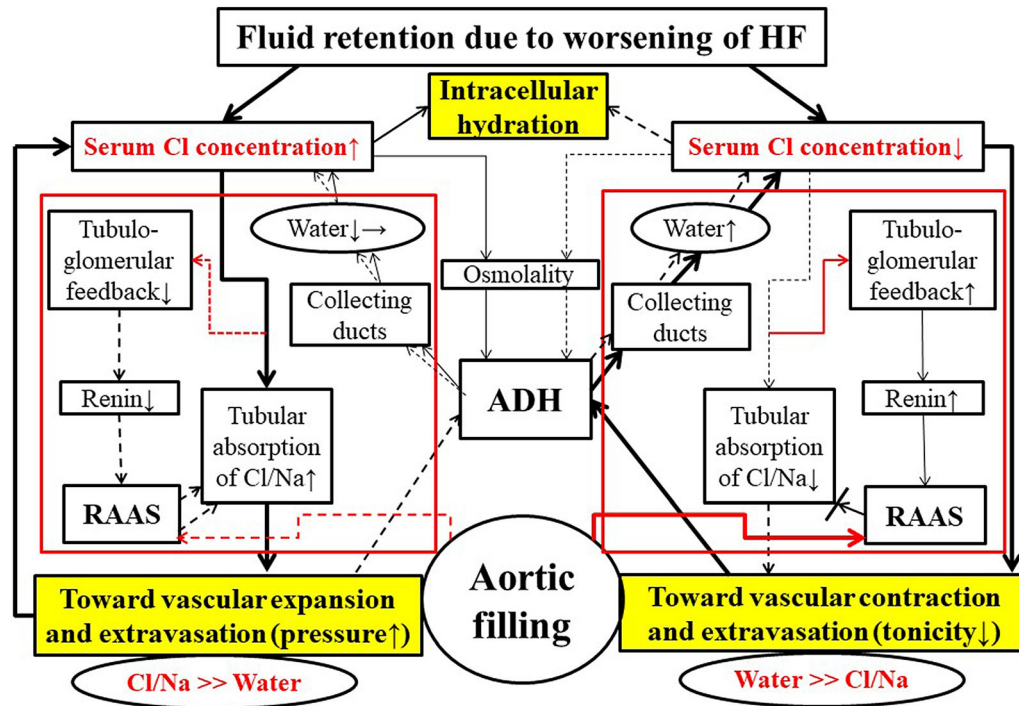 Fluid retention due to worsening of HF
Intracellular
hydration
Serum Cl concentration↑
Serum Cl concentration↓
Tubulo-
glomerular
feedback↓
Water↓→
Osmolality
Water↑
Tubulo-
glomerular
feedback↑
Collecting
ducts
Collecting
ducts
ADH
Renin↓
Tubular
absorption
of Cl/Na↑
Tubular
absorption
of Cl/Na↓
Renin↑
RAAS
RAAS
Aortic
filling
Toward vascular expansion
and extravasation (pressure↑)
Toward vascular contraction
and extravasation (tonicity↓)
Cl/Na >> Water
Water >> Cl/Na